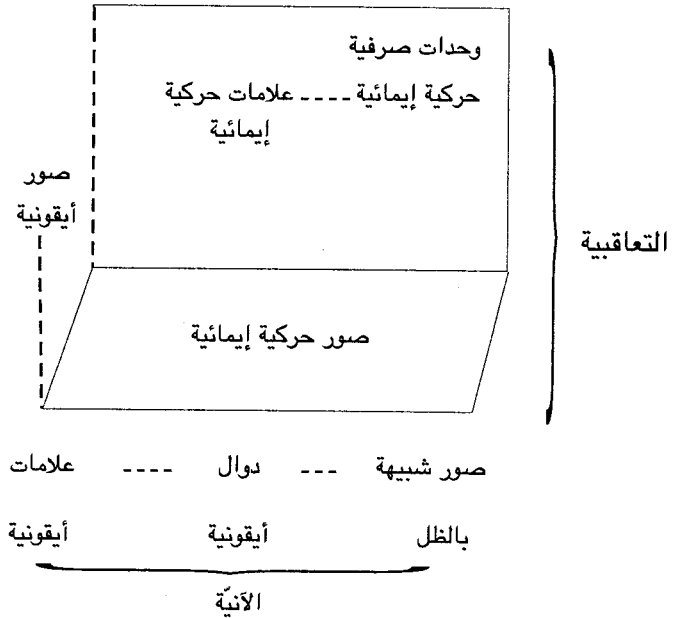 وحدات صرفية
حركية إيمائية ---- علامات حركية
إيمائية
صور
أيقونية
التعاقبية
صور حركية إيمائية
صور شبيهة --- دوال ---- علامات
بالظل أيقونية أيقونية
الآنيّة